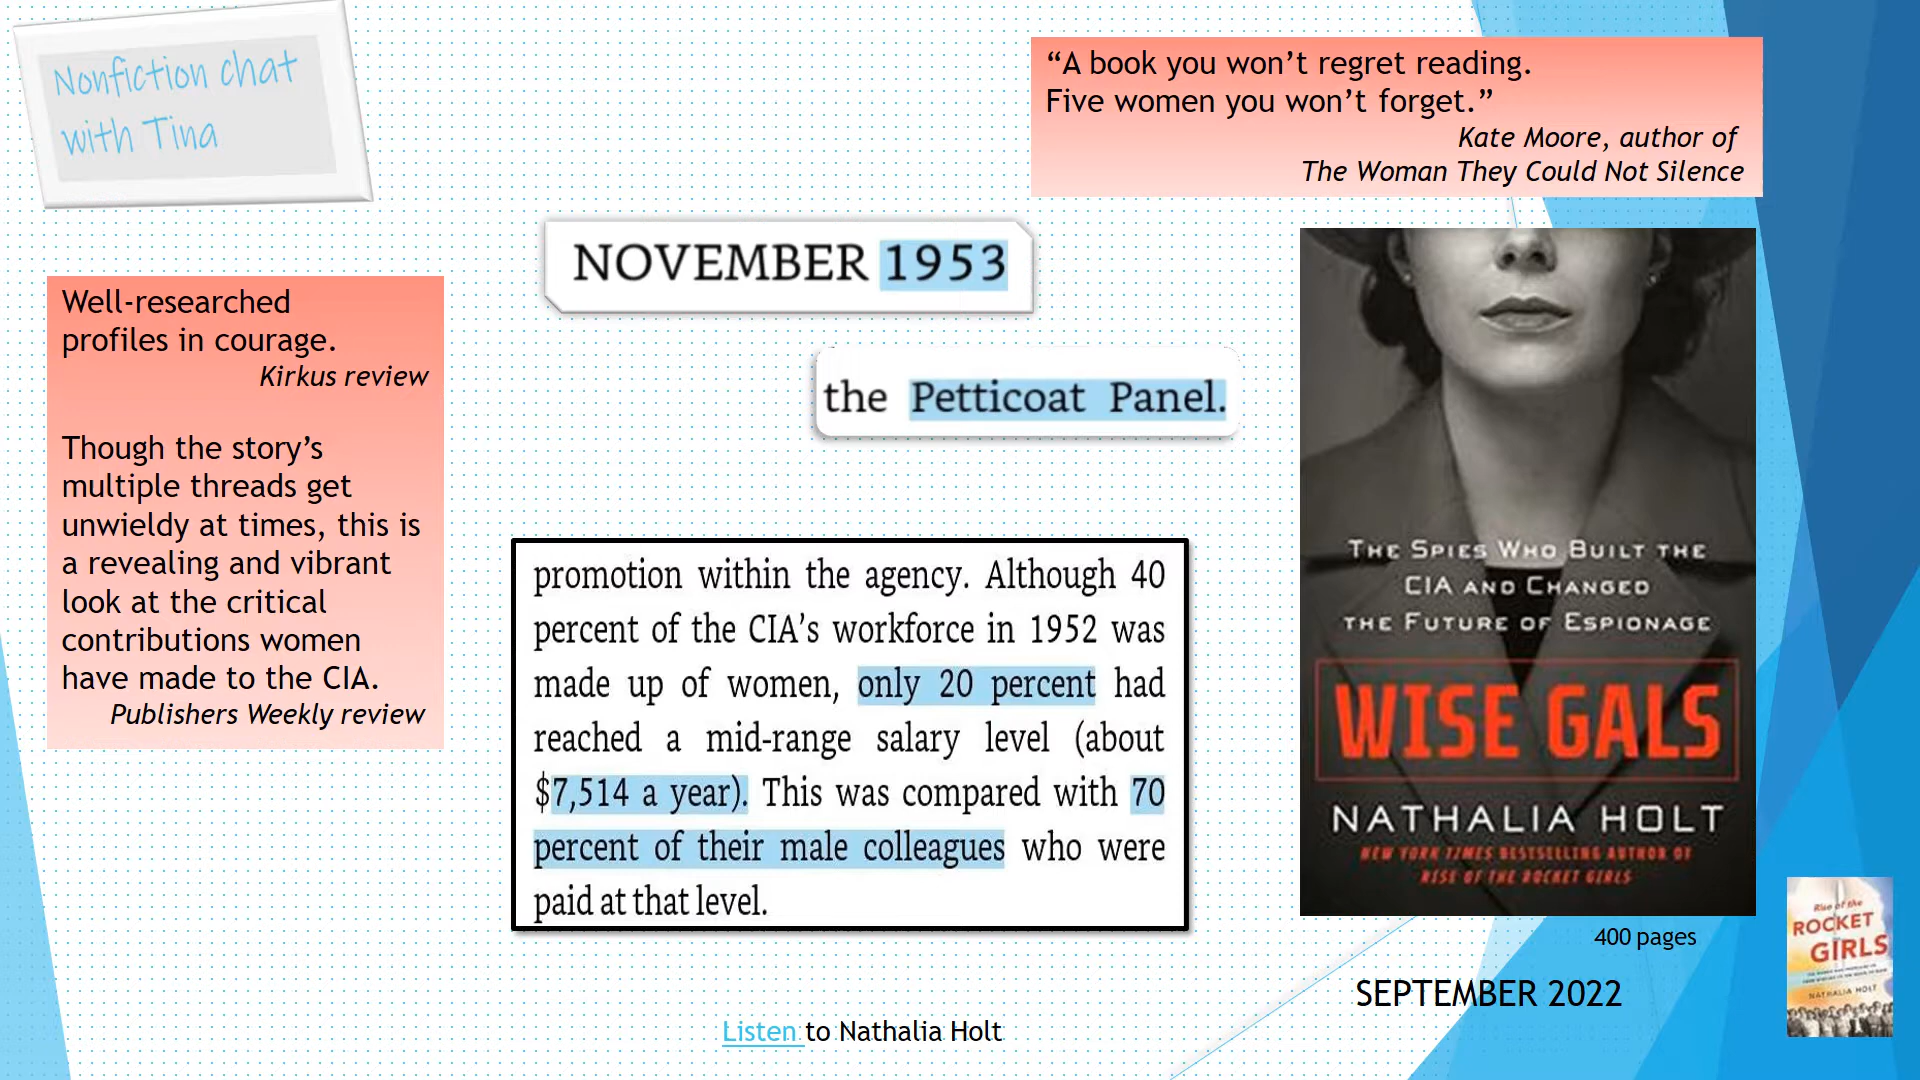 Nonfiction chat
with Tina
“A book you won’t regret reading.
Five women you won’t forget.”
Kate Moore, author of
The Woman They Could Not Silence
NOVEMBER 1953
the Petticoat Panel.
Well-researched
profiles in courage.
Kirkus review
Though the story’s
multiple threads get
unwieldy at times, this is
a revealing and vibrant
look at the critical
contributions women
have made to the CIA.
Publishers Weekly review
promotion within the agency. Although 40
percent of the CIA’s workforce in 1952 was
made up of women, only 20 percent had
reached a mid-range salary level (about
$7,514 a year). This was compared with 70
percent of their male colleagues who were
paid at that level.
THE SPIES WHO BUILT THE
CIA AND CHANGED
THE FUTURE OF ESPIONAGE
WISE GALS
NATHALIA HOLT
NEW YORK TIMES BESTSELLING AUTHOR OF
RISE OF THE ROCKET GIRLS
400 pages
SEPTEMBER 2022
Listen to Nathalia Holt
Rise of the
ROCKET
GIRLS
NATHALIA HOLT